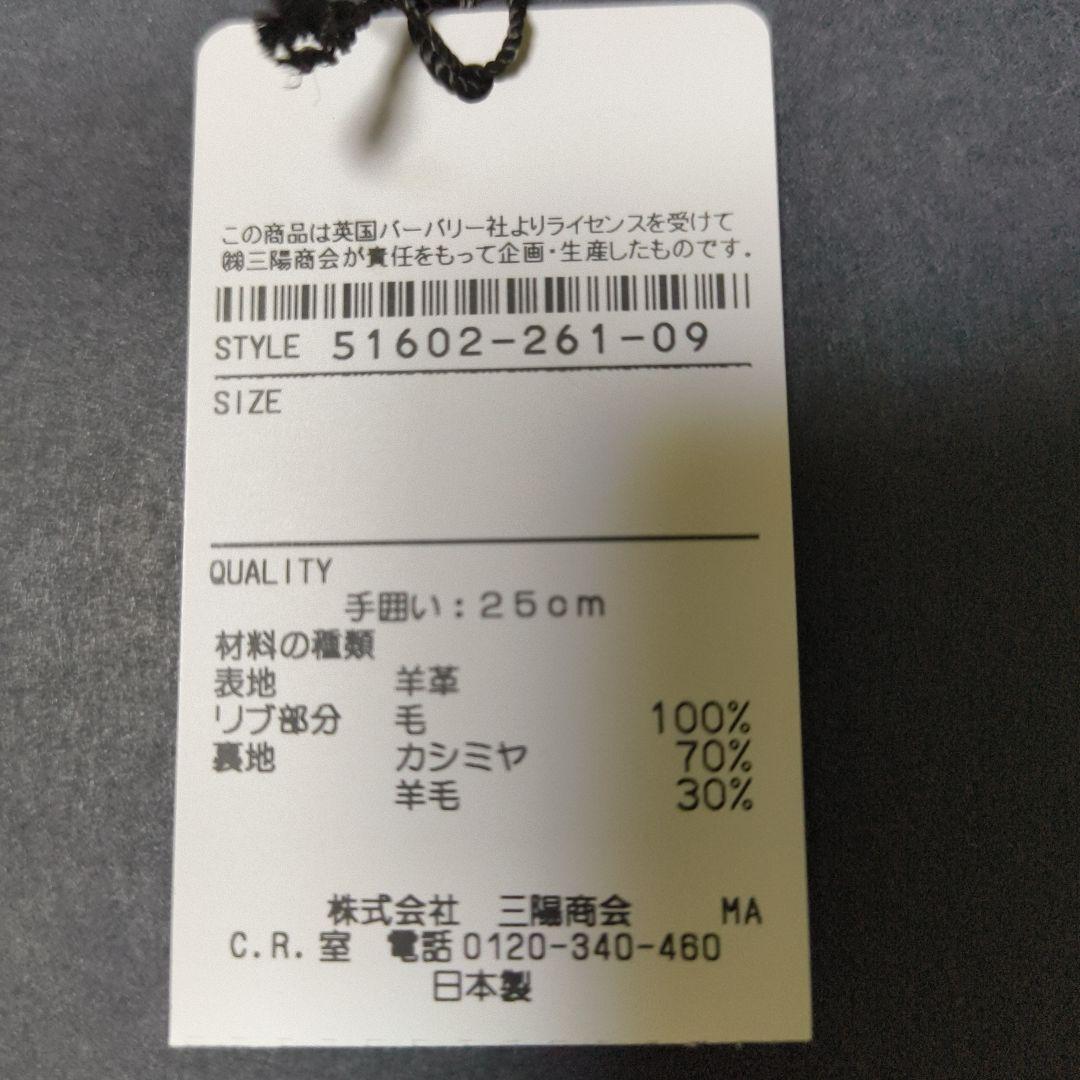 この商品は英国バーバリー社よりライセンスを受けて
㈱三陽商会が責任をもって企画・生産したものです.
STYLE 51602-261-09
SIZE
QUALITY
手囲い：25cm
材料の種類
表地 羊革
リブ部分 毛 100%
裏地 カシミヤ 70%
羊毛 30%
株式会社 三陽商会 MA
C.R.室 電話0120-340-460
日本製